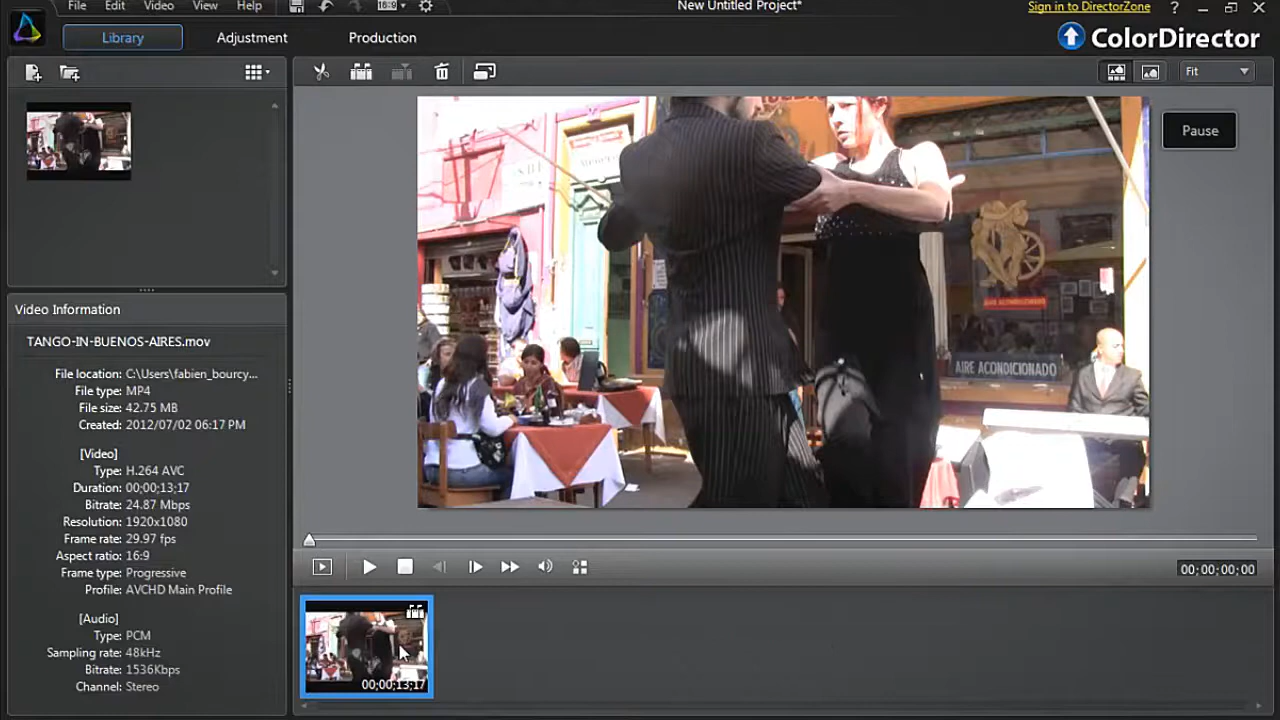 File Edit Video View Help
16:9
New Untitled Project*
Sign in to DirectorZone ?
Library Adjustment Production
ColorDirector
Fit
Pause
AIRE ACONDICIONADO
Video Information
TANGO-IN-BUENOS-AIRES.mov
File location: C:\Users\fabien_bourcy...
File type: MP4
File size: 42.75 MB
Created: 2012/07/02 06:17 PM
[Video]
Type: H.264 AVC
Duration: 00;00;13;17
Bitrate: 24.87 Mbps
Resolution: 1920x1080
Frame rate: 29.97 fps
Aspect ratio: 16:9
Frame type: Progressive
Profile: AVCHD Main Profile
[Audio]
Type: PCM
Sampling rate: 48kHz
Bitrate: 1536Kbps
Channel: Stereo
00;00;00;00
00;00;13;17